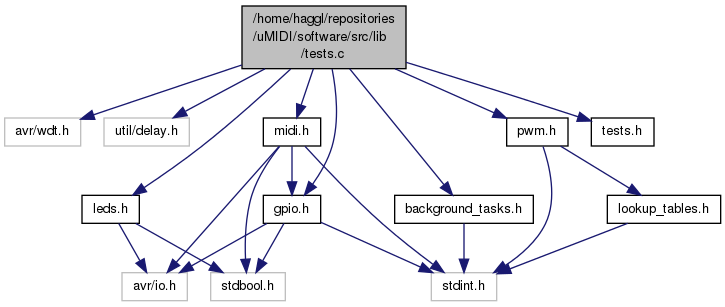 /home/haggl/repositories
/uMIDI/software/src/lib
/tests.c
avr/wdt.h
util/delay.h
midi.h
pwm.h
tests.h
leds.h
gpio.h
background_tasks.h
lookup_tables.h
avr/io.h
stdbool.h
stdint.h